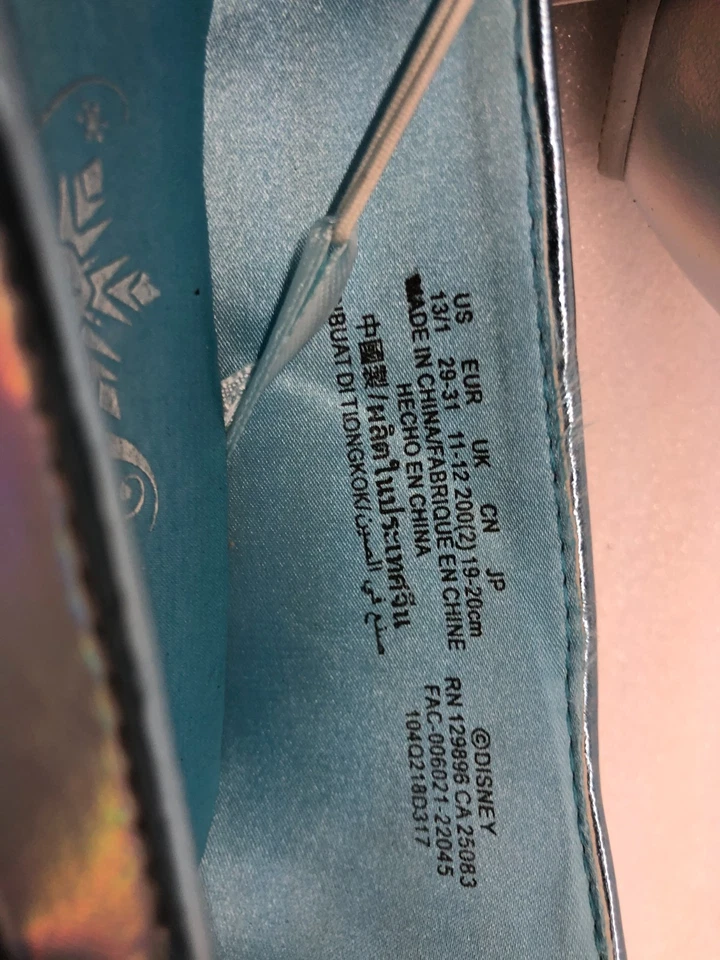 US EUR UK CN JP
13/1 29-31 11-12 200(2) 19-20cm
MADE IN CHINA/FABRIQUE EN CHINE
HECHO EN CHINA
中國製/ผลิตในประเทศจีน
DIBUAT DI TIONGKOK/صنع في الصين
©DISNEY
RN 129896 CA 25083
FAC-006021-22045
104Q218D317